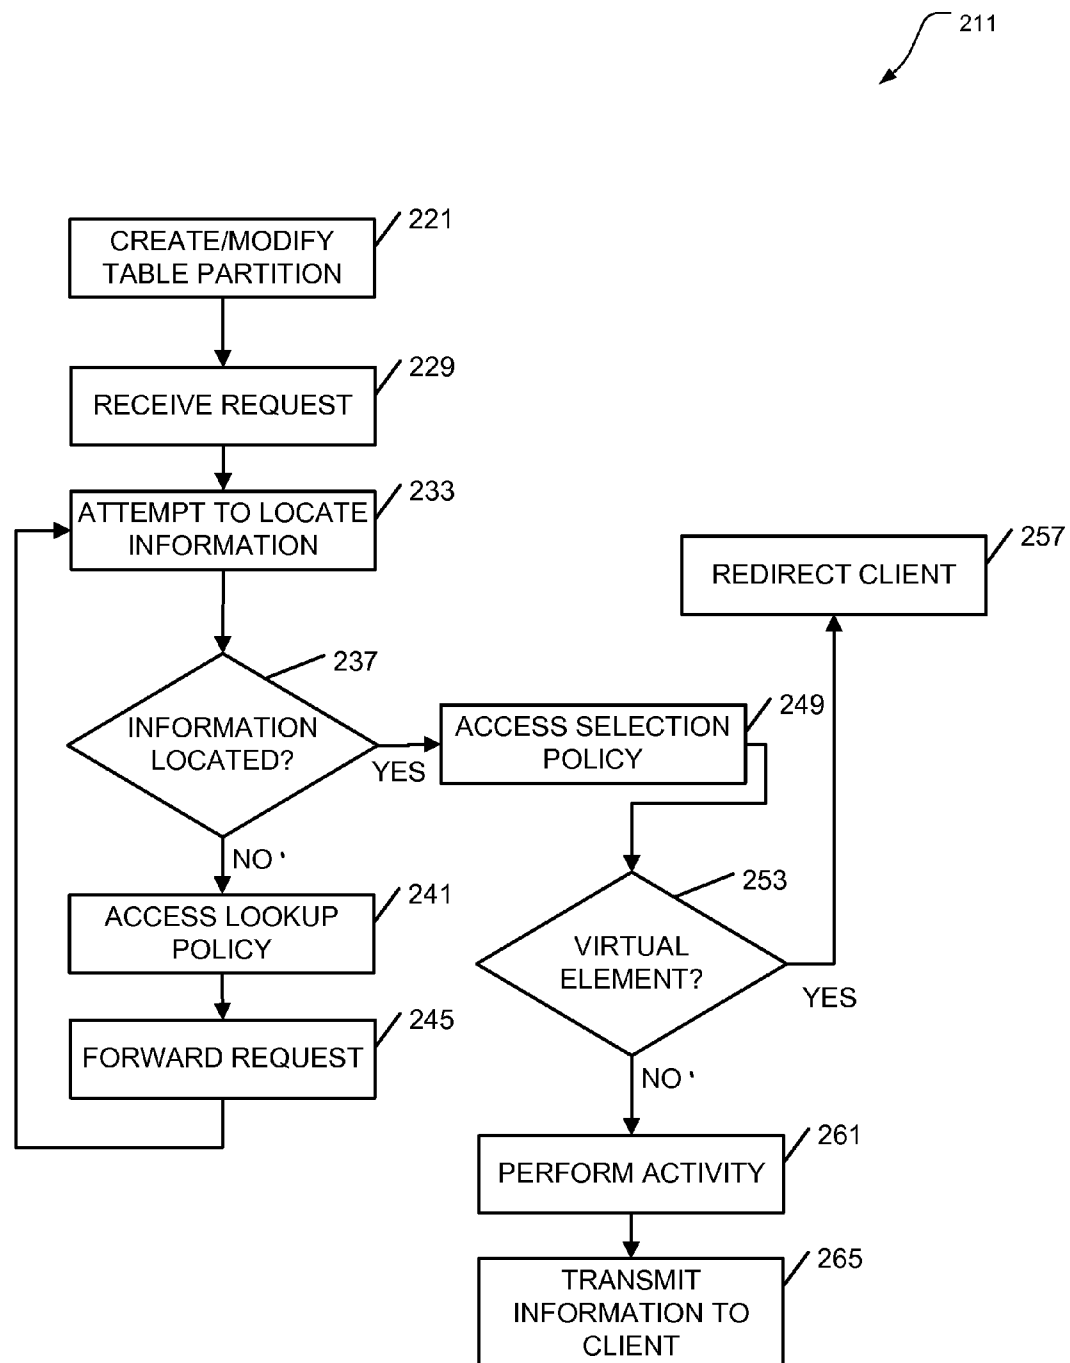 211
CREATE/MODIFY
TABLE PARTITION
221
RECEIVE REQUEST
229
ATTEMPT TO LOCATE
INFORMATION
233
REDIRECT CLIENT
257
INFORMATION
LOCATED?
237
YES
NO
ACCESS SELECTION
POLICY
249
ACCESS LOOKUP
POLICY
241
VIRTUAL
ELEMENT?
253
YES
NO
FORWARD REQUEST
245
PERFORM ACTIVITY
261
TRANSMIT
INFORMATION TO
CLIENT
265